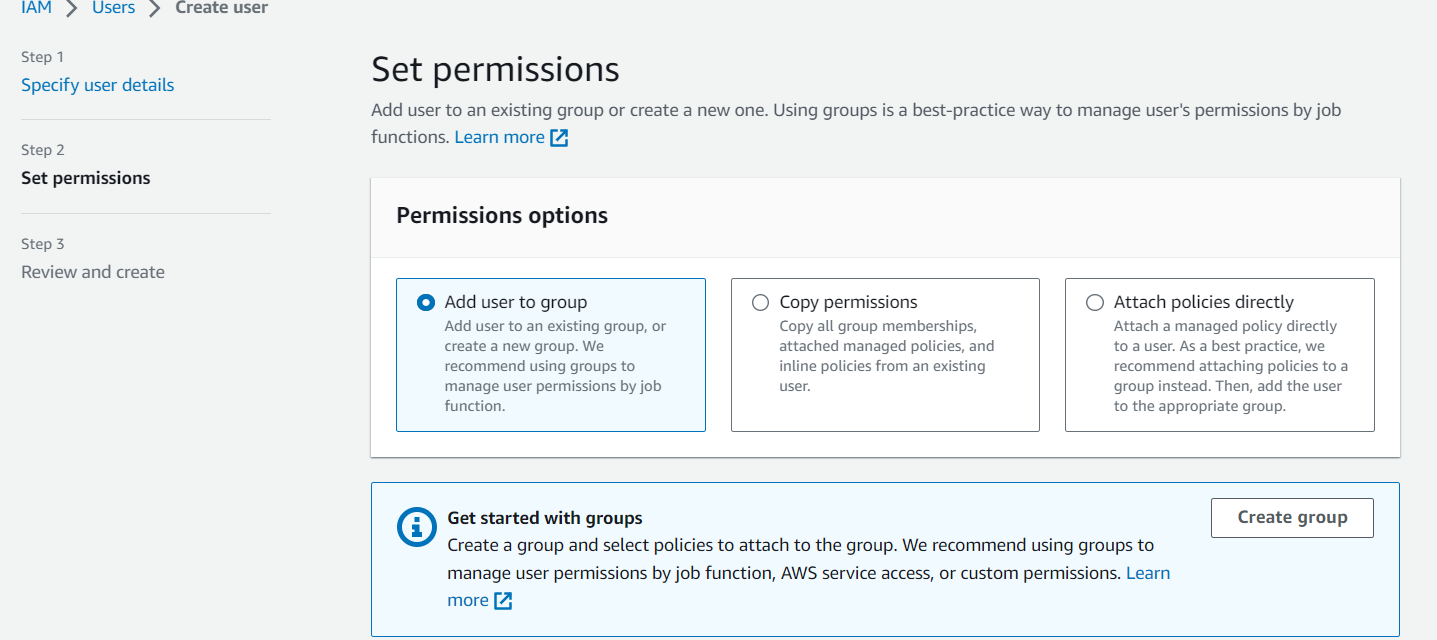 IAM > Users > Create user
Step 1
Specify user details
Step 2
Set permissions
Step 3
Review and create
Set permissions
Add user to an existing group or create a new one. Using groups is a best-practice way to manage user's permissions by job
functions. Learn more
Permissions options
Add user to group
Add user to an existing group, or
create a new group. We
recommend using groups to
manage user permissions by job
function.
Copy permissions
Copy all group memberships,
attached managed policies, and
inline policies from an existing
user.
Attach policies directly
Attach a managed policy directly
to a user. As a best practice, we
recommend attaching policies to a
group instead. Then, add the user
to the appropriate group.
Get started with groups
Create a group and select policies to attach to the group. We recommend using groups to
manage user permissions by job function, AWS service access, or custom permissions. Learn
more
Create group